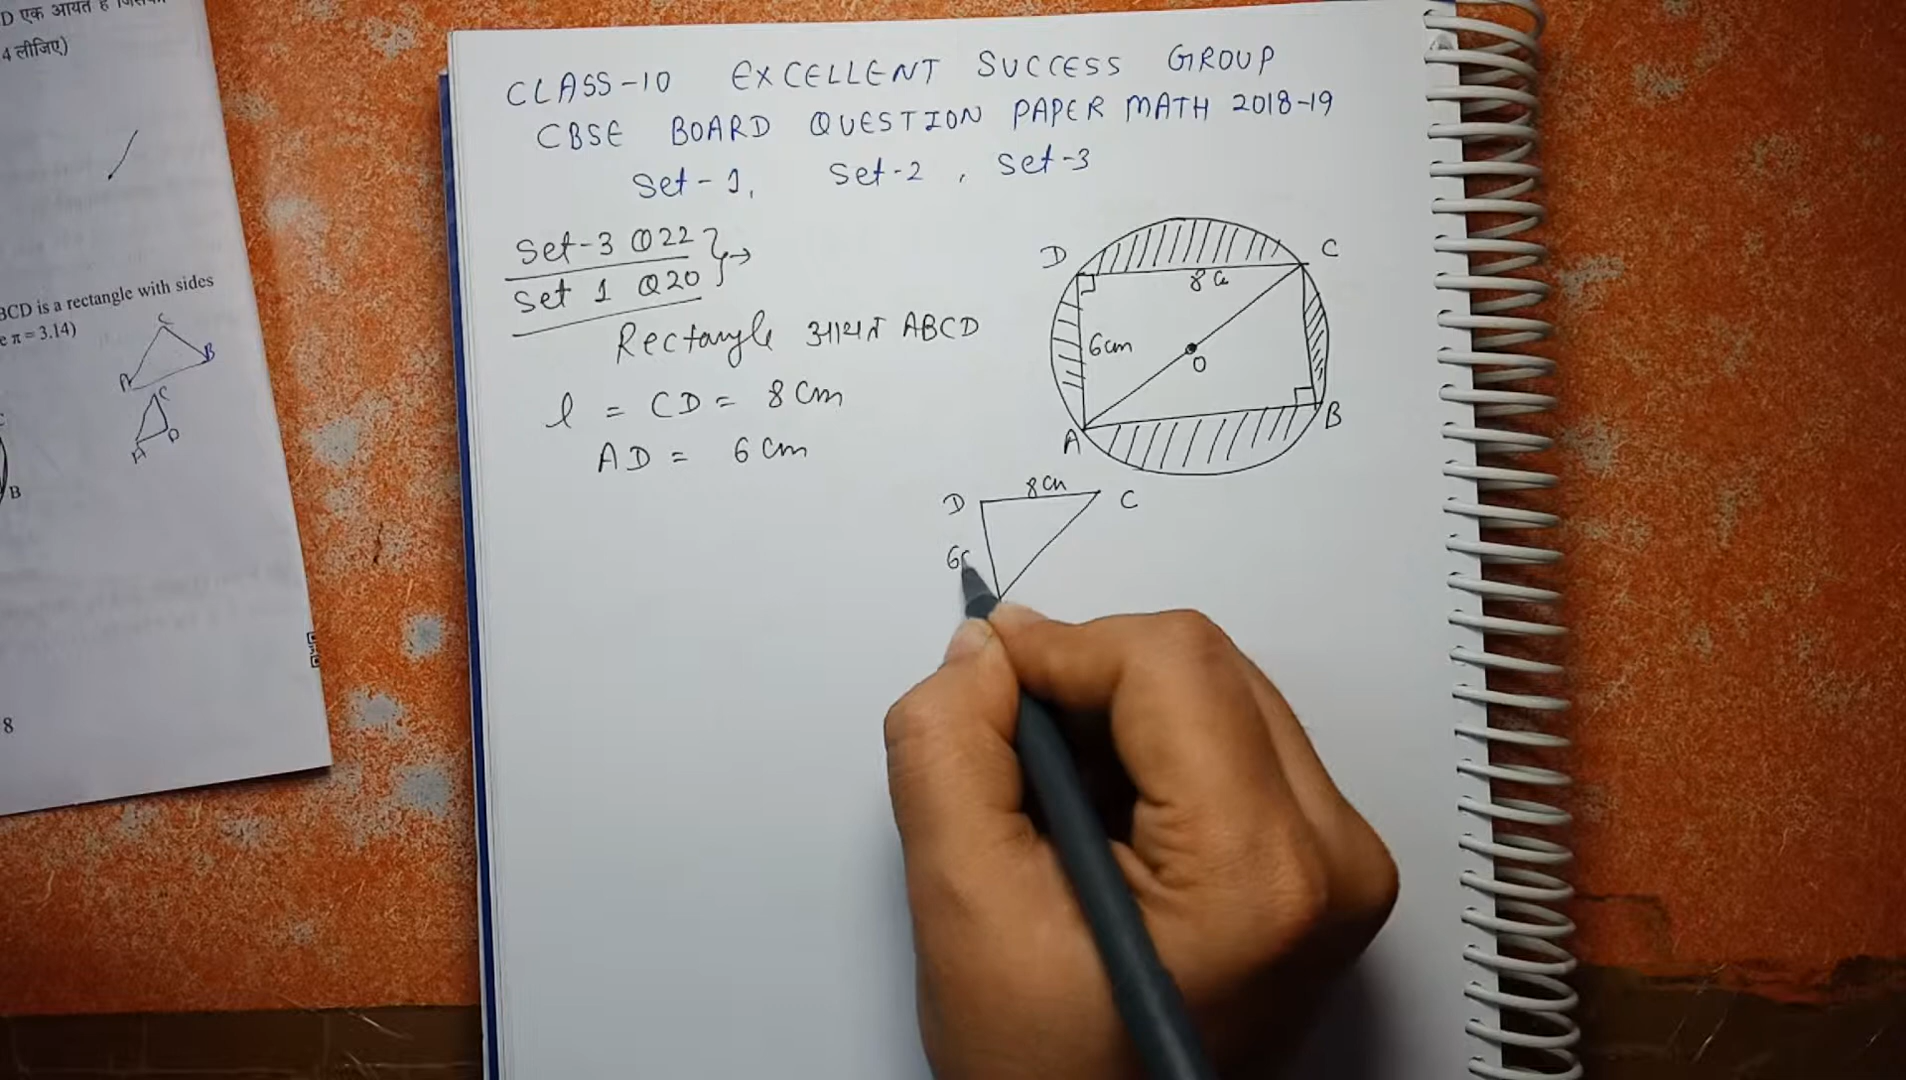 D एक आयत है जिसकी
4 लीजिए)
BCD is a rectangle with sides
e π = 3.14)
C
B
A
C
D
A
C
B
8
CLASS-10 EXCELLENT SUCCESS GROUP
CBSE BOARD QUESTION PAPER MATH 2018-19
Set-1, Set-2, Set-3
Set-3 Q22
Set 1 Q20 } →
Rectangle आयत ABCD
l = CD = 8 Cm
AD = 6 Cm
D C
8 c
6cm
O
A B
8 cm
D C
6c